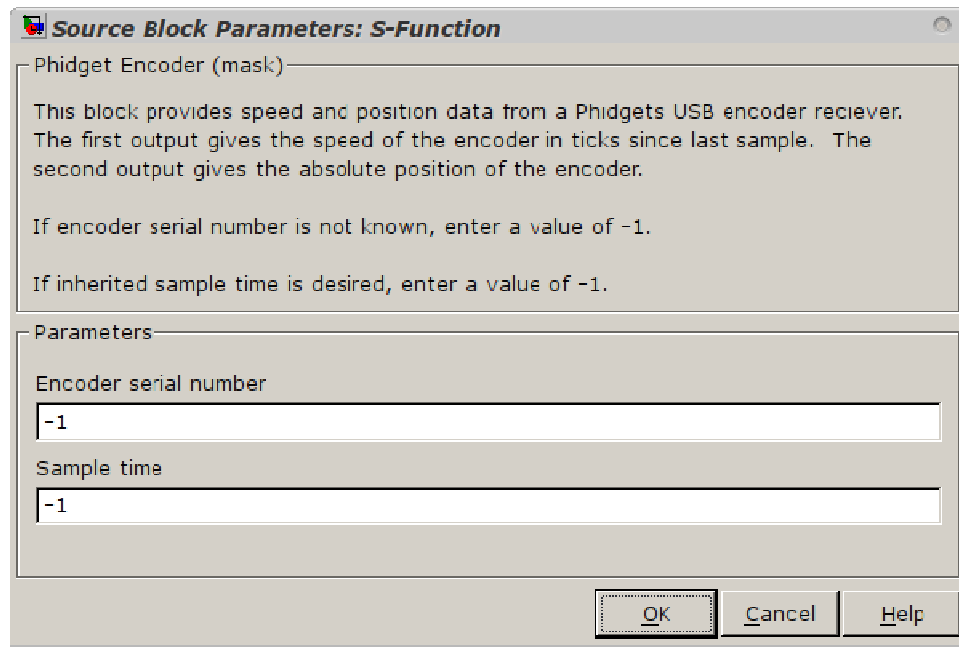 Source Block Parameters: S-Function
Phidget Encoder (mask)
This block provides speed and position data from a Phidgets USB encoder reciever.
The first output gives the speed of the encoder in ticks since last sample. The
second output gives the absolute position of the encoder.
If encoder serial number is not known, enter a value of -1.
If inherited sample time is desired, enter a value of -1.
Parameters
Encoder serial number
-1
Sample time
-1
OK Cancel Help